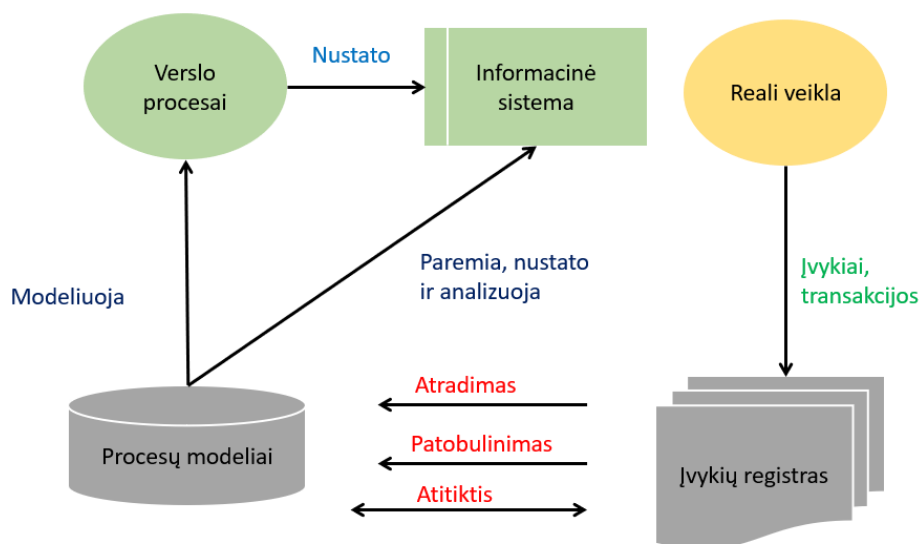 Verslo
procesai
Nustato
Informacinė
sistema
Reali veikla
Modeliuoja
Paremia, nustato
ir analizuoja
Įvykiai,
transakcijos
Procesų modeliai
Atradimas
Patobulinimas
Atitiktis
Įvykių registras